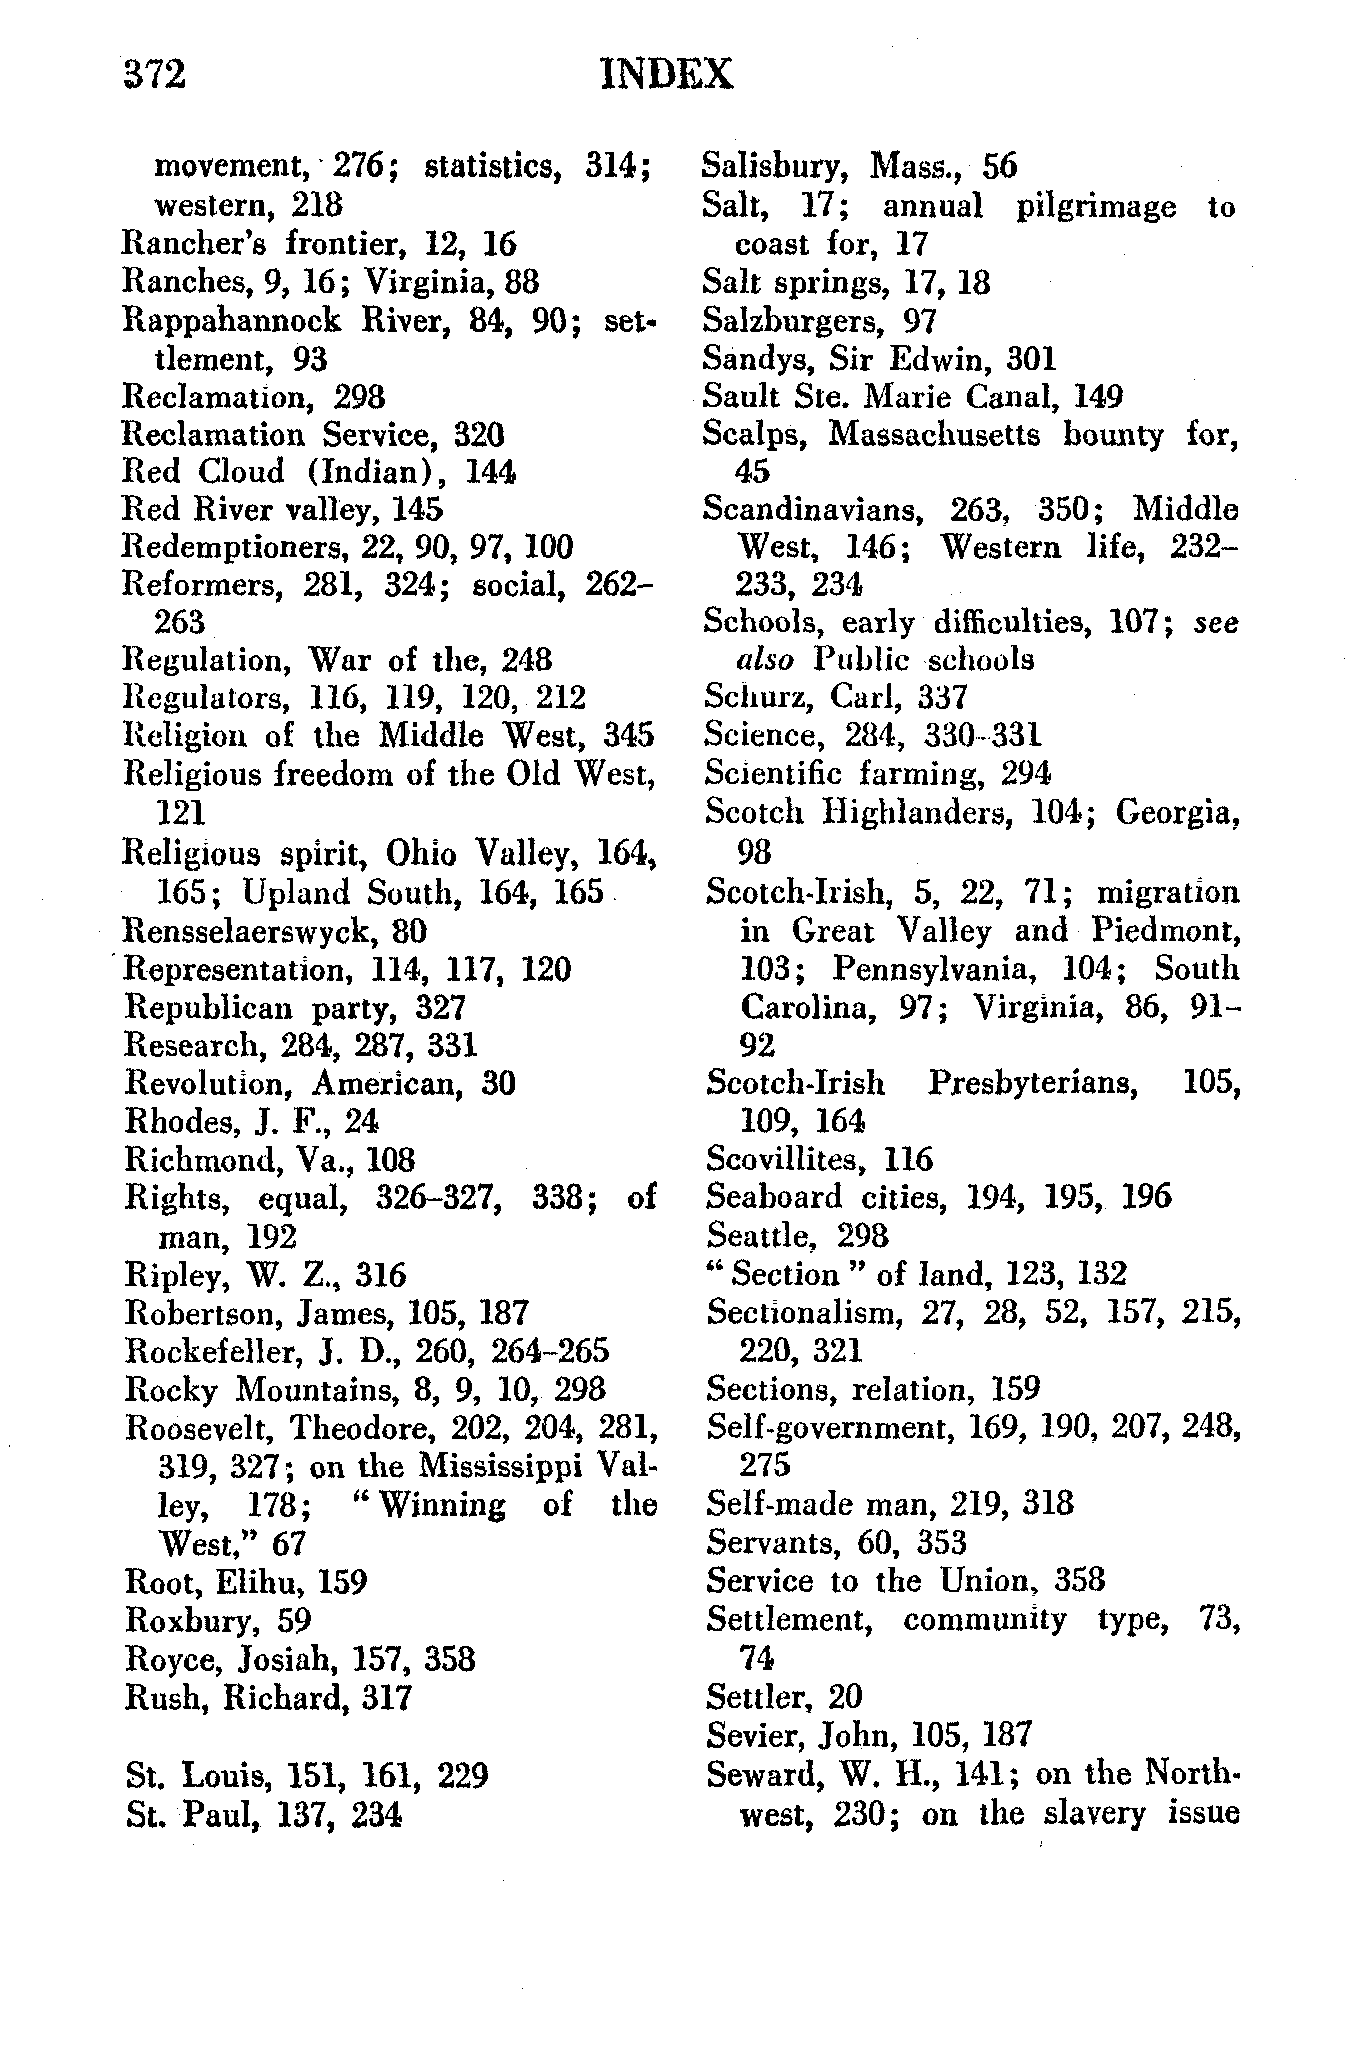 372 INDEX
movement, 276; statistics, 314;
western, 218
Rancher's frontier, 12, 16
Ranches, 9, 16; Virginia, 88
Rappahannock River, 84, 90; set-
tlement, 93
Reclamation, 298
Reclamation Service, 320
Red Cloud (Indian), 144
Red River valley, 145
Redemptioners, 22, 90, 97, 100
Reformers, 281, 324; social, 262–
263
Regulation, War of the, 248
Regulators, 116, 119, 120, 212
Religion of the Middle West, 345
Religious freedom of the Old West,
121
Religious spirit, Ohio Valley, 164,
165; Upland South, 164, 165
Rensselaerswyck, 80
Representation, 114, 117, 120
Republican party, 327
Research, 284, 287, 331
Revolution, American, 30
Rhodes, J. F., 24
Richmond, Va., 108
Rights, equal, 326–327, 338; of
man, 192
Ripley, W. Z., 316
Robertson, James, 105, 187
Rockefeller, J. D., 260, 264–265
Rocky Mountains, 8, 9, 10, 298
Roosevelt, Theodore, 202, 204, 281,
319, 327; on the Mississippi Val-
ley, 178; "Winning of the
West," 67
Root, Elihu, 159
Roxbury, 59
Royce, Josiah, 157, 358
Rush, Richard, 317
St. Louis, 151, 161, 229
St. Paul, 137, 234
Salisbury, Mass., 56
Salt, 17; annual pilgrimage to
coast for, 17
Salt springs, 17, 18
Salzburgers, 97
Sandys, Sir Edwin, 301
Sault Ste. Marie Canal, 149
Scalps, Massachusetts bounty for,
45
Scandinavians, 263, 350; Middle
West, 146; Western life, 232–
233, 234
Schools, early difficulties, 107; see
also Public schools
Schurz, Carl, 337
Science, 284, 330–331
Scientific farming, 294
Scotch Highlanders, 104; Georgia,
98
Scotch-Irish, 5, 22, 71; migration
in Great Valley and Piedmont,
103; Pennsylvania, 104; South
Carolina, 97; Virginia, 86, 91–
92
Scotch-Irish Presbyterians, 105,
109, 164
Scovillites, 116
Seaboard cities, 194, 195, 196
Seattle, 298
"Section" of land, 123, 132
Sectionalism, 27, 28, 52, 157, 215,
220, 321
Sections, relation, 159
Self-government, 169, 190, 207, 248,
275
Self-made man, 219, 318
Servants, 60, 353
Service to the Union, 358
Settlement, community type, 73,
74
Settler, 20
Sevier, John, 105, 187
Seward, W. H., 141; on the North-
west, 230; on the slavery issue